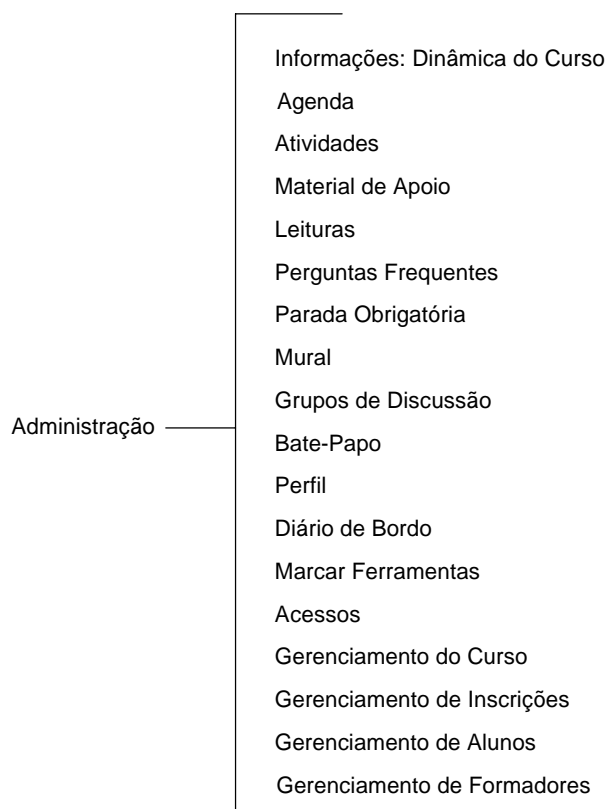 Informações: Dinâmica do Curso
Agenda
Atividades
Material de Apoio
Leituras
Perguntas Frequentes
Parada Obrigatória
Mural
Grupos de Discussão
Administração
Bate-Papo
Perfil
Diário de Bordo
Marcar Ferramentas
Acessos
Gerenciamento do Curso
Gerenciamento de Inscrições
Gerenciamento de Alunos
Gerenciamento de Formadores